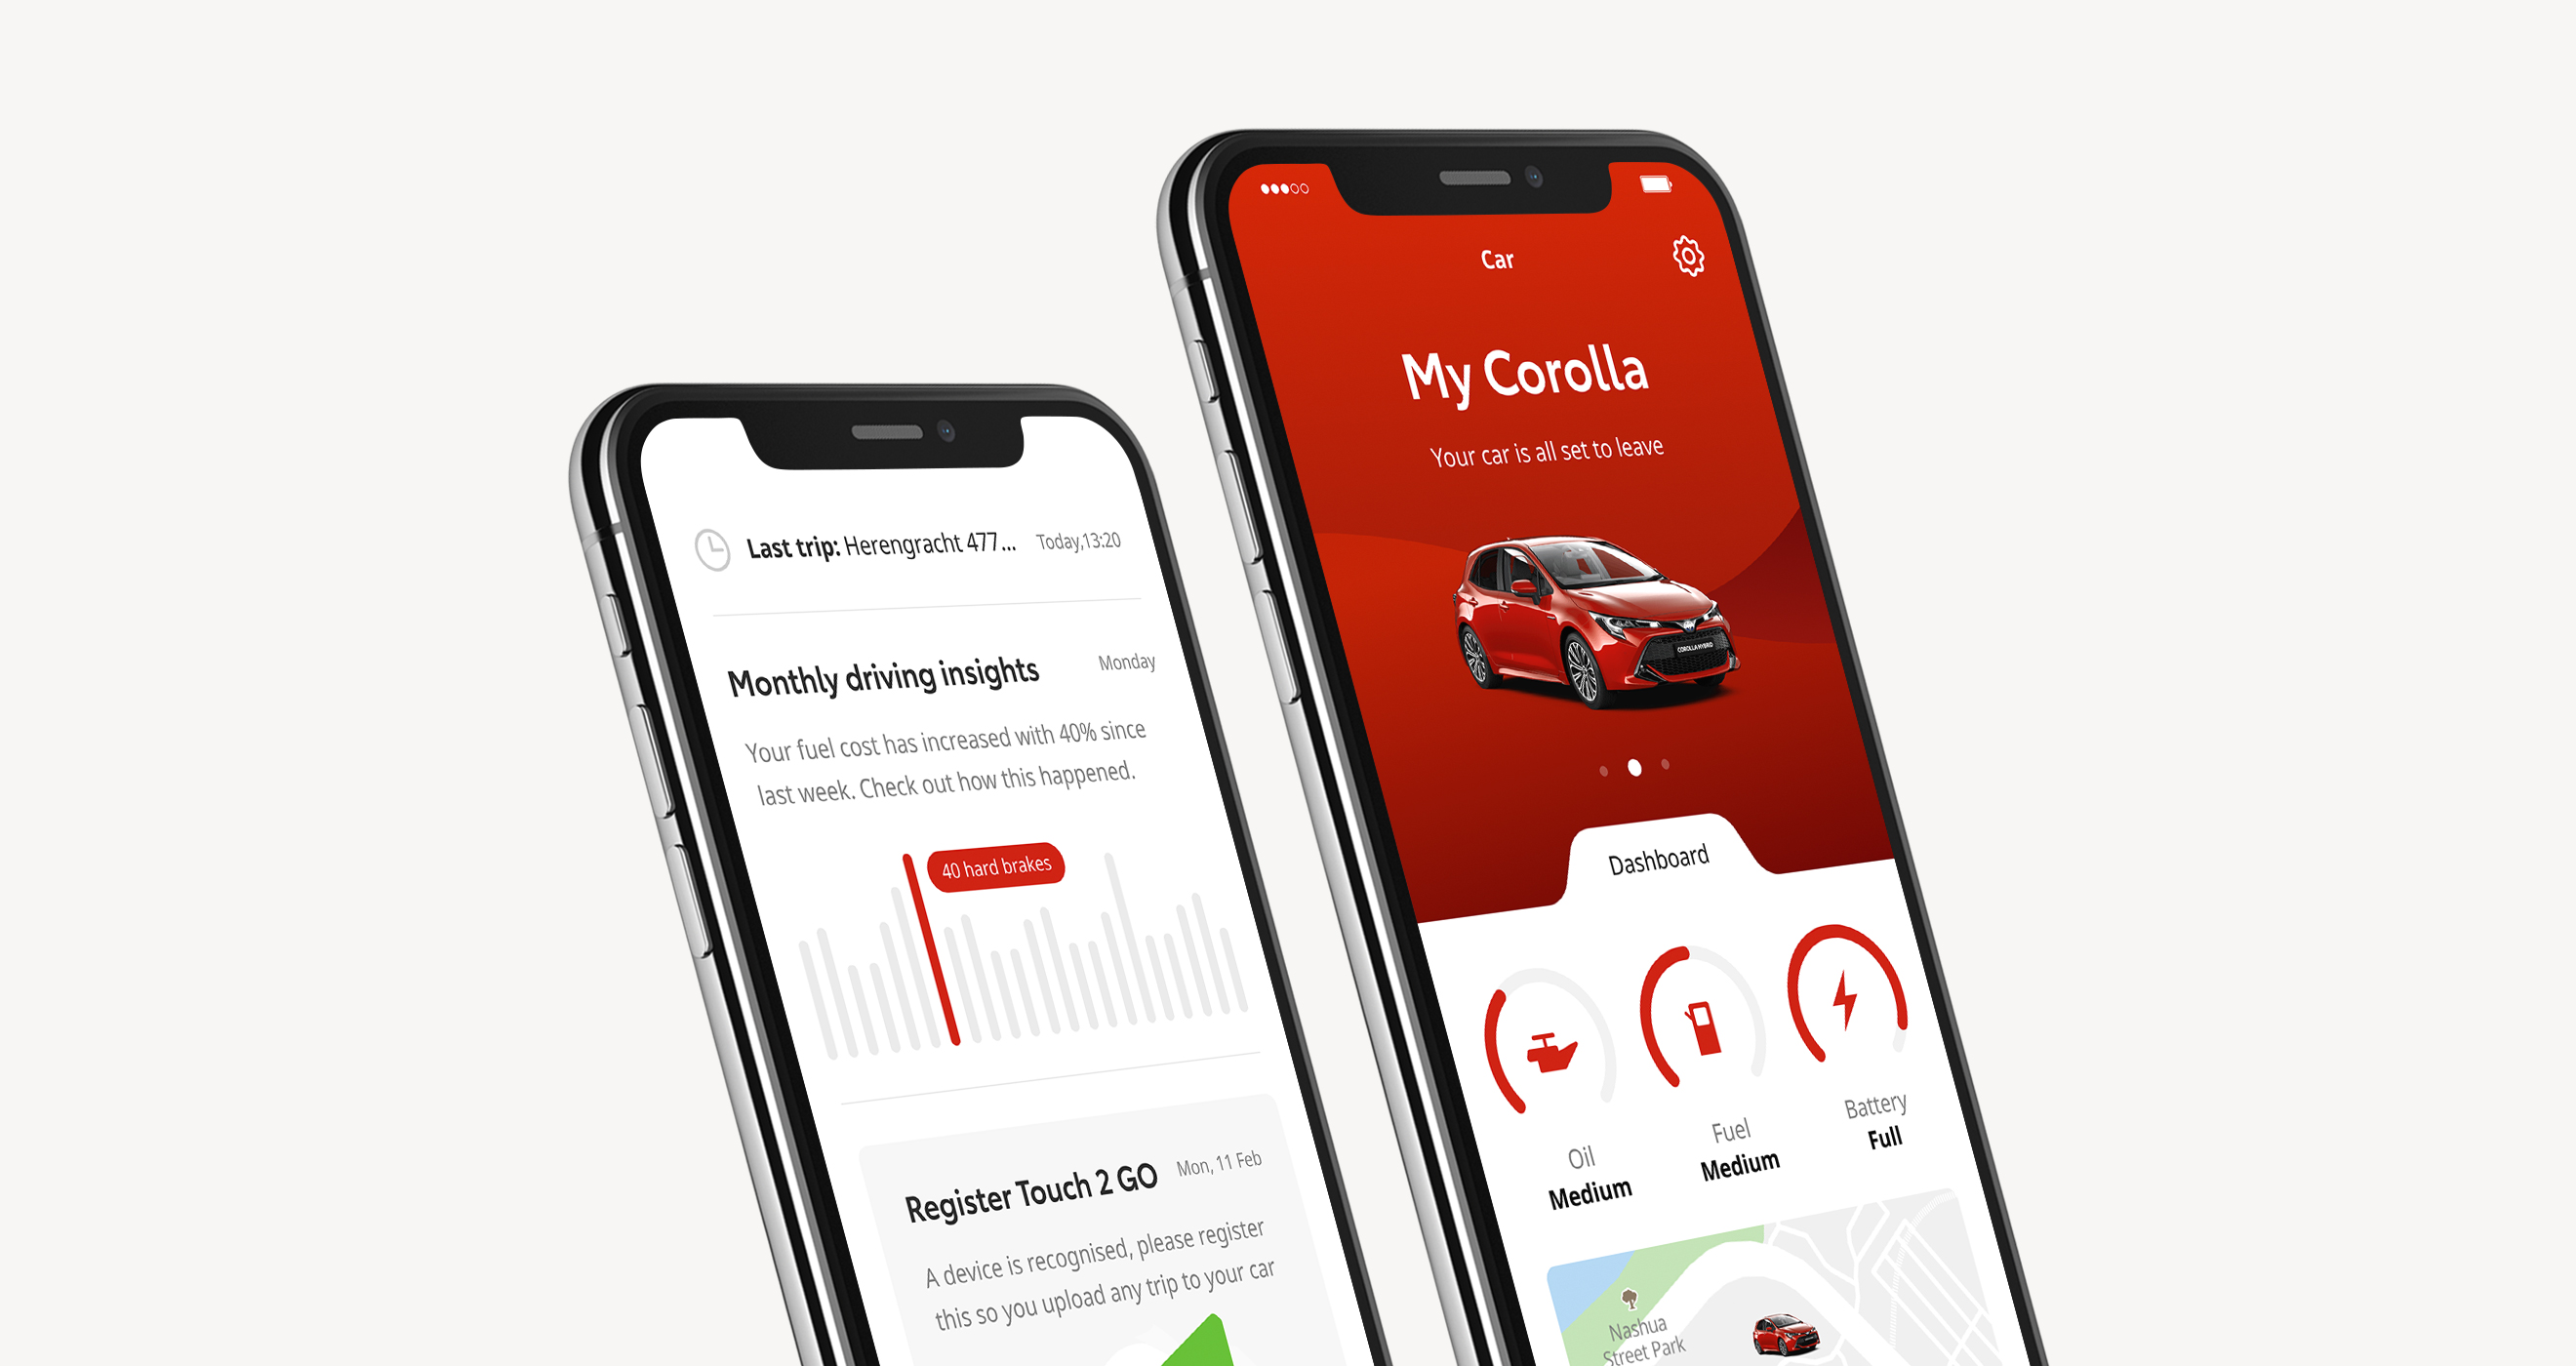 Last trip: Herengracht 477... Today,13:20
Monthly driving insights Monday
Your fuel cost has increased with 40% since
last week. Check out how this happened.
40 hard brakes
Register Touch 2 GO Mon, 11 Feb
A device is recognised, please register
this so you upload any trip to your car
Car
My Corolla
Your car is all set to leave
COROLLA HYBRID
Dashboard
Oil
Medium
Fuel
Medium
Battery
Full
Nashua
Street Park